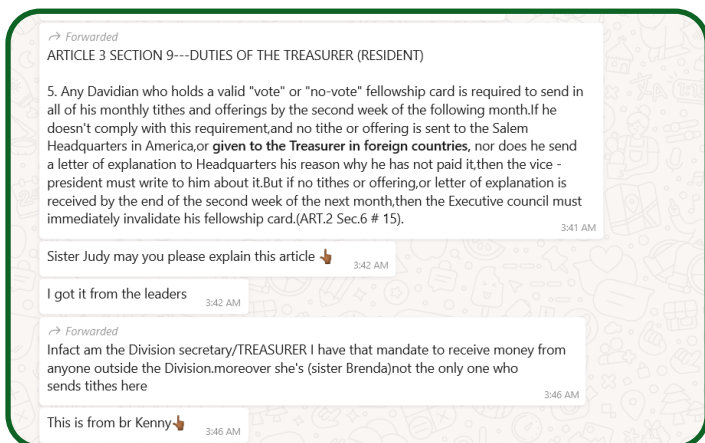 Forwarded
ARTICLE 3 SECTION 9---DUTIES OF THE TREASURER (RESIDENT)
5. Any Davidian who holds a valid "vote" or "no-vote" fellowship card is required to send in
all of his monthly tithes and offerings by the second week of the following month.If he
doesn't comply with this requirement,and no tithe or offering is sent to the Salem
Headquarters in America,or given to the Treasurer in foreign countries, nor does he send
a letter of explanation to Headquarters his reason why he has not paid it,then the vice -
president must write to him about it.But if no tithes or offering,or letter of explanation is
received by the end of the second week of the next month,then the Executive council must
immediately invalidate his fellowship card.(ART.2 Sec.6 # 15).
3:41 AM
Sister Judy may you please explain this article 👆🏾
3:42 AM
I got it from the leaders
3:42 AM
Forwarded
Infact am the Division secretary/TREASURER I have that mandate to receive money from
anyone outside the Division.moreover she's (sister Brenda)not the only one who
sends tithes here
3:46 AM
This is from br Kenny👆🏾
3:46 AM